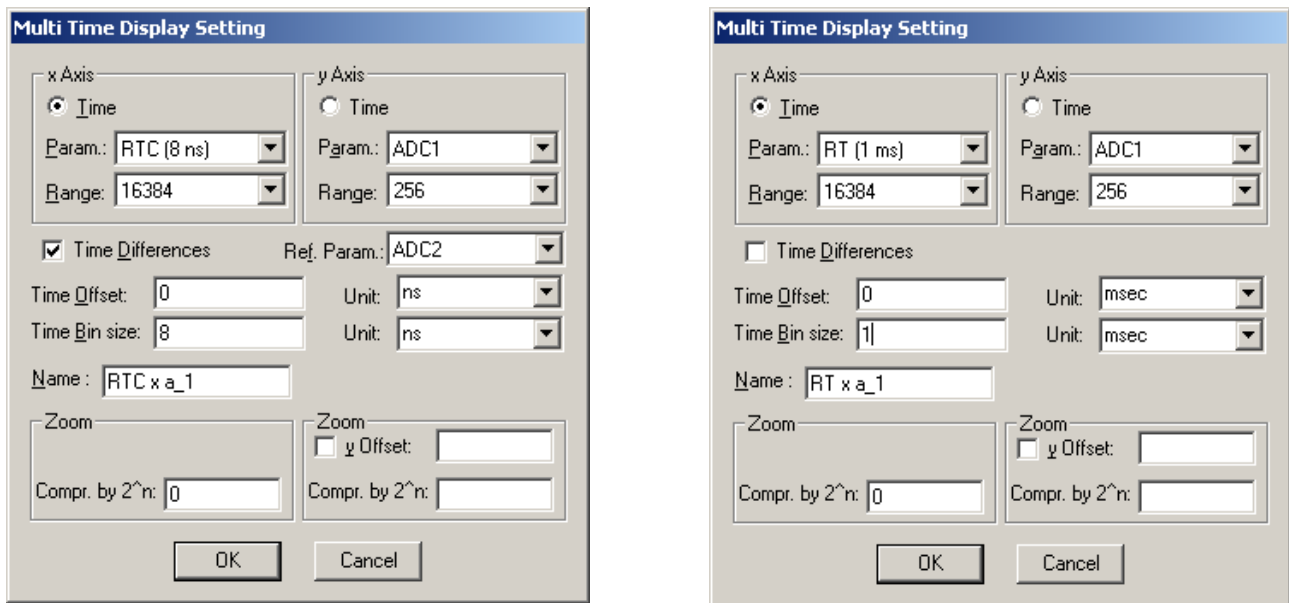 Multi Time Display Setting
x Axis
Time
Param.: RTC (8 ns)
Range: 16384
y Axis
Time
Param.: ADC1
Range: 256
Time Differences
Ref. Param.: ADC2
Time Offset: 0
Unit: ns
Time Bin size: 8
Unit: ns
Name : RTC x a_1
Zoom
Compr. by 2^n: 0
Zoom
y Offset:
Compr. by 2^n:
OK
Cancel
Multi Time Display Setting
x Axis
Time
Param.: RT (1 ms)
Range: 16384
y Axis
Time
Param.: ADC1
Range: 256
Time Differences
Time Offset: 0
Unit: msec
Time Bin size: 1
Unit: msec
Name : RT x a_1
Zoom
Compr. by 2^n: 0
Zoom
y Offset:
Compr. by 2^n:
OK
Cancel